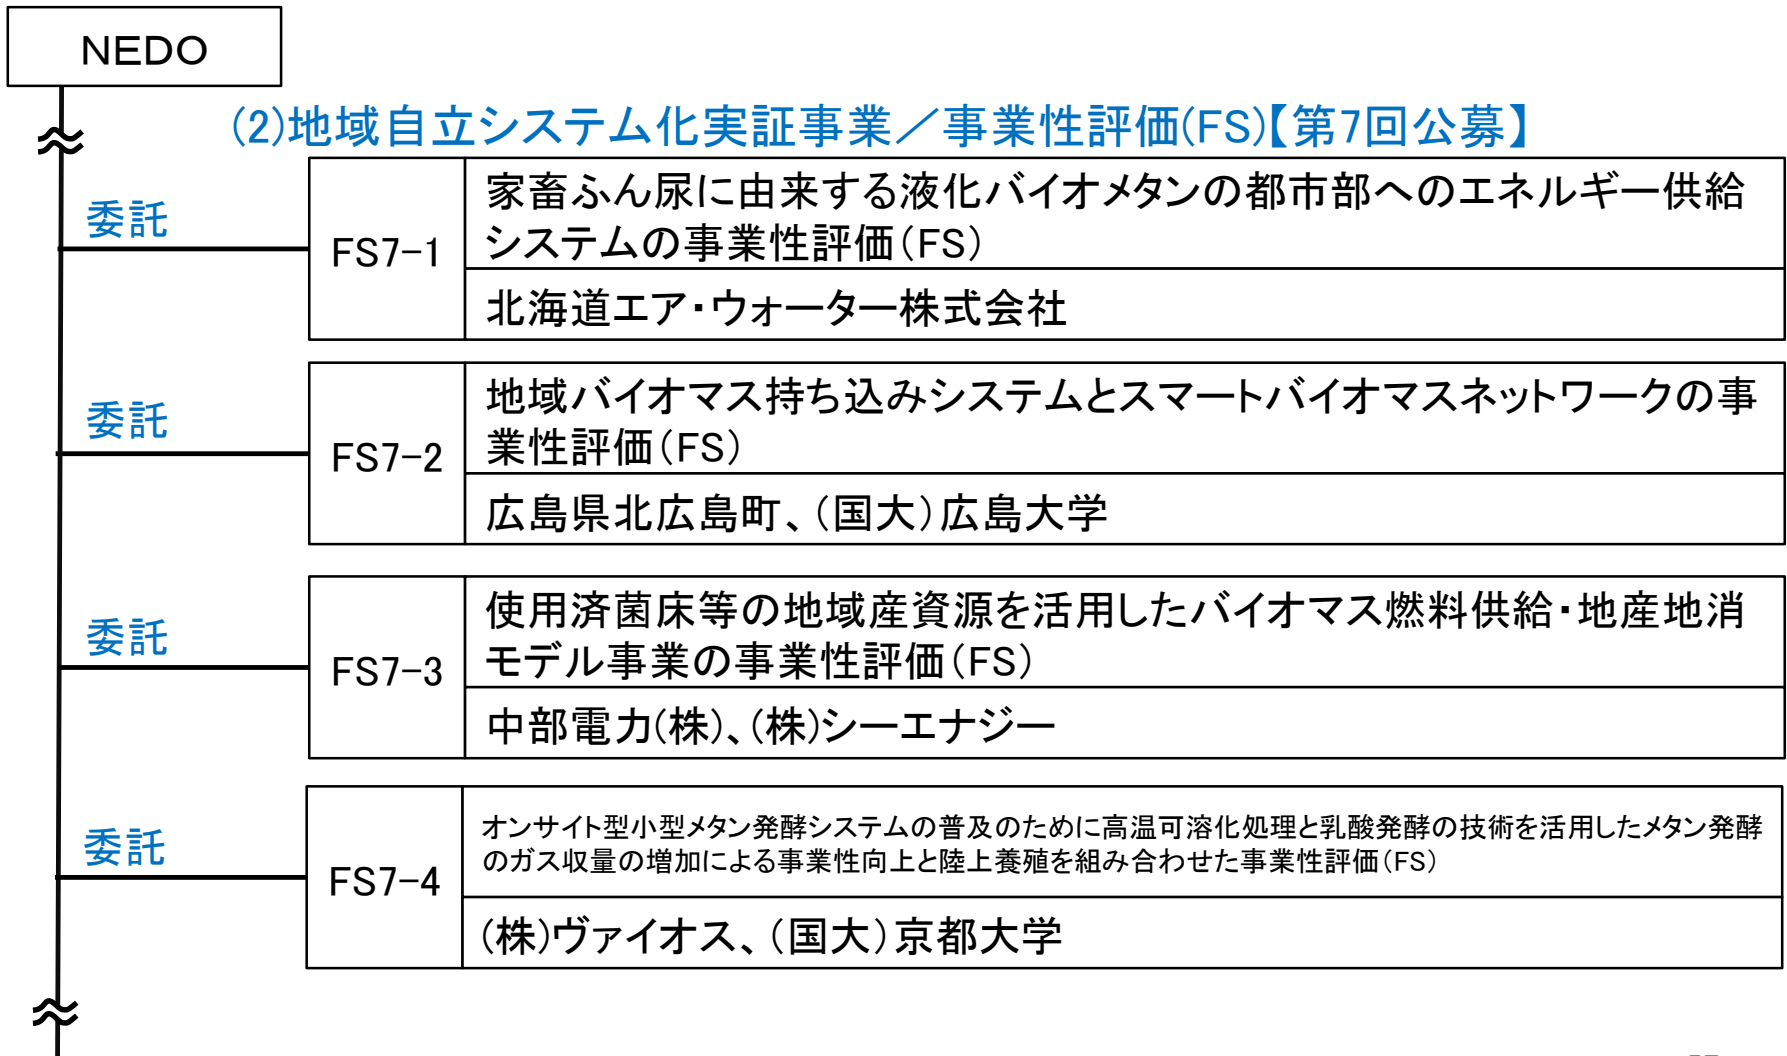 NEDO
(2)地域自立システム化実証事業／事業性評価(FS)【第7回公募】
委託
FS7-1
家畜ふん尿に由来する液化バイオメタンの都市部へのエネルギー供給
システムの事業性評価（FS）
北海道エア・ウォーター株式会社
委託
FS7-2
地域バイオマス持ち込みシステムとスマートバイオマスネットワークの事
業性評価（FS）
広島県北広島町、（国大）広島大学
委託
FS7-3
使用済菌床等の地域産資源を活用したバイオマス燃料供給・地産地消
モデル事業の事業性評価（FS）
中部電力(株)、(株)シーエナジー
委託
FS7-4
オンサイト型小型メタン発酵システムの普及のために高温可溶化処理と乳酸発酵の技術を活用したメタン発酵
のガス収量の増加による事業性向上と陸上養殖を組み合わせた事業性評価（FS）
(株)ヴァイオス、（国大）京都大学